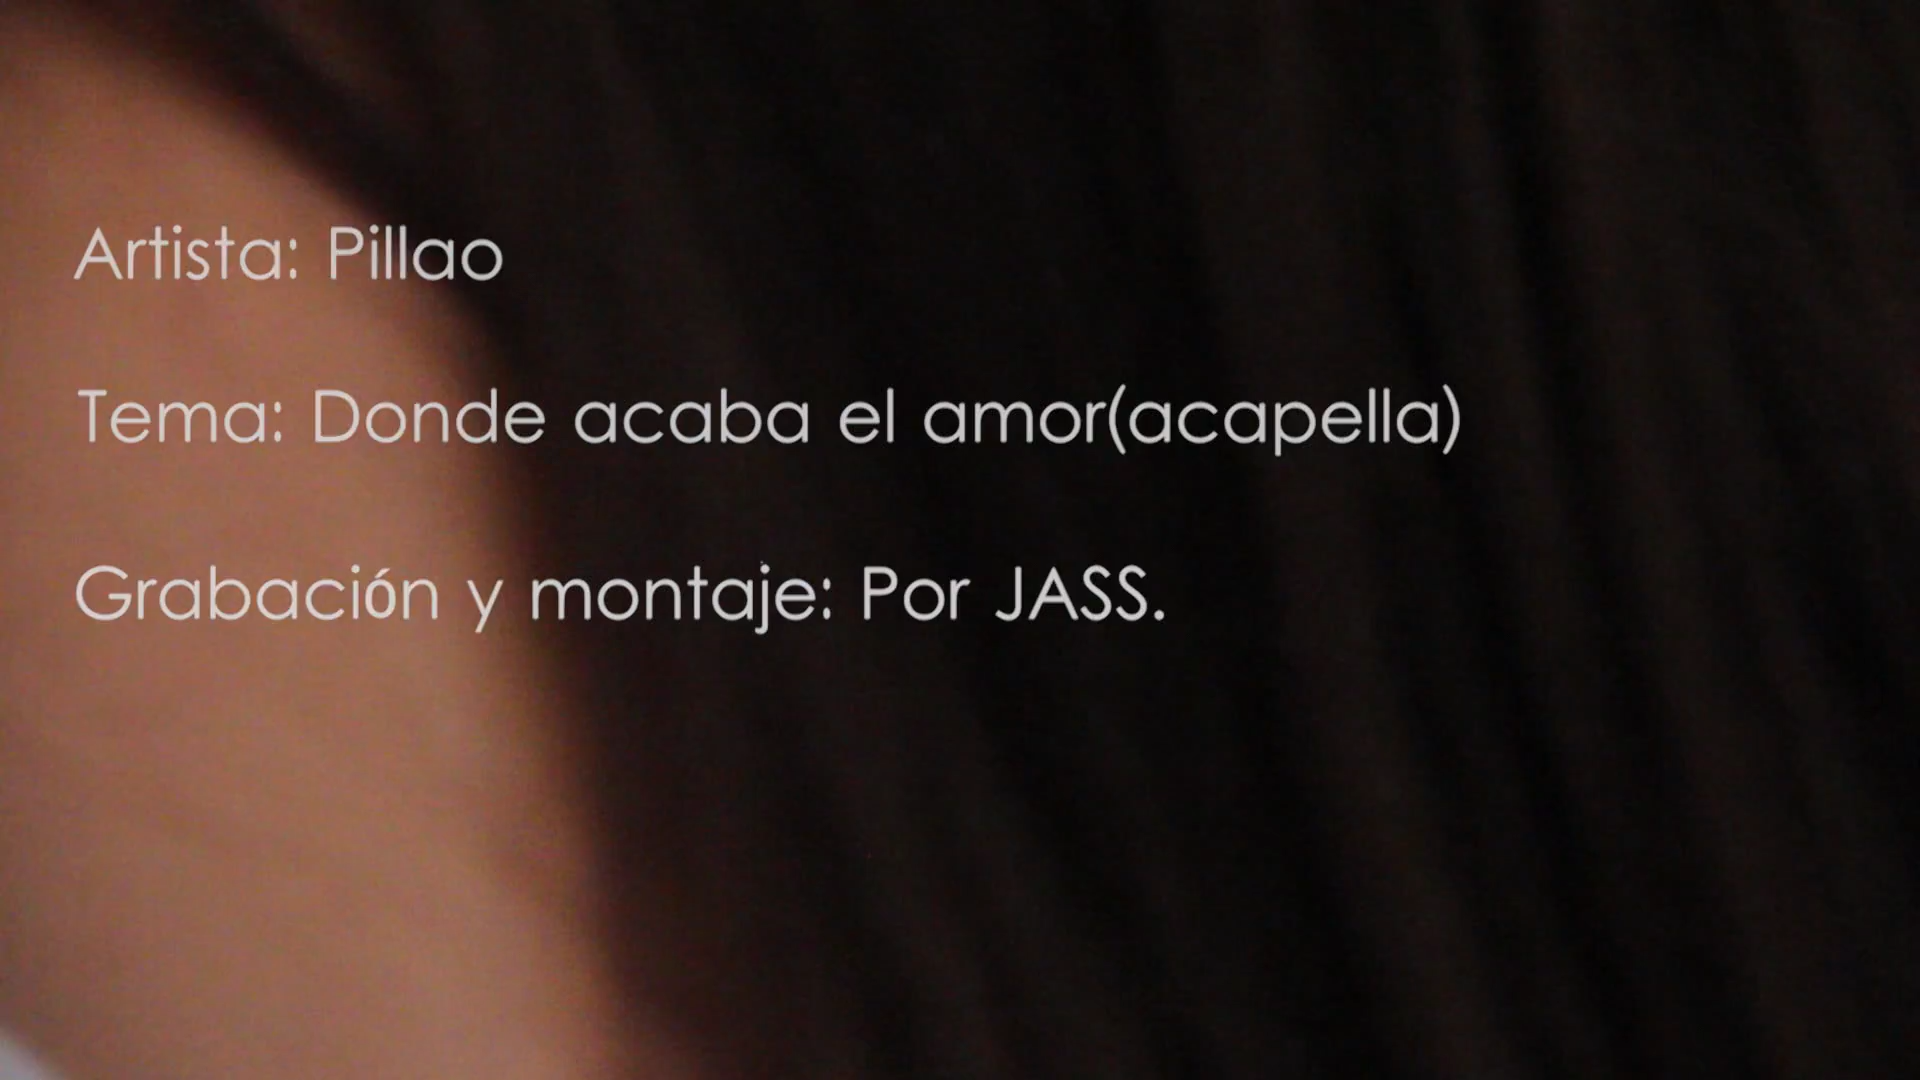 Artista: Pillao
Tema: Donde acaba el amor(acapella)
Grabación y montaje: Por JASS.